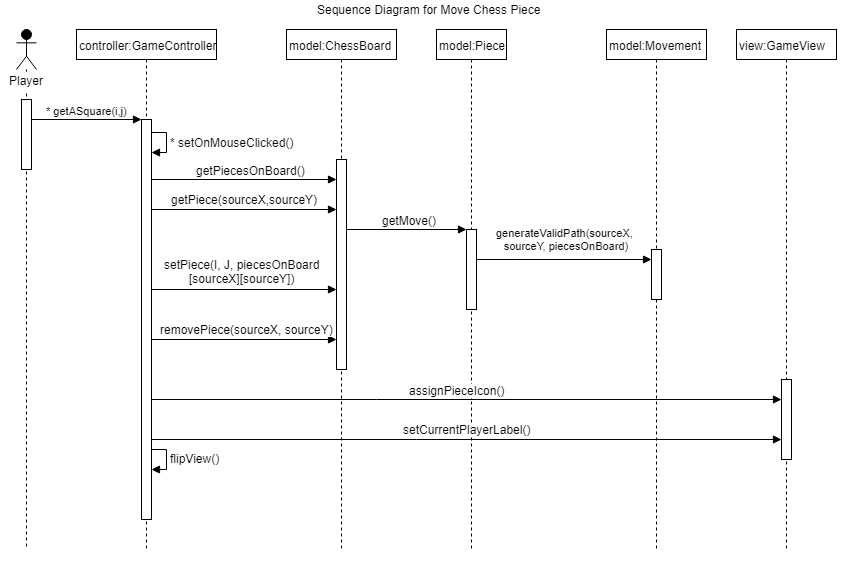 Sequence Diagram for Move Chess Piece
controller:GameController
model:ChessBoard
model:Piece
model:Movement
view:GameView
Player
* getASquare(i,j)
* setOnMouseClicked()
getPiecesOnBoard()
getPiece(sourceX,sourceY)
getMove()
generateValidPath(sourceX,
sourceY, piecesOnBoard)
setPiece(I, J, piecesOnBoard
[sourceX][sourceY])
removePiece(sourceX, sourceY)
assignPieceIcon()
setCurrentPlayerLabel()
flipView()